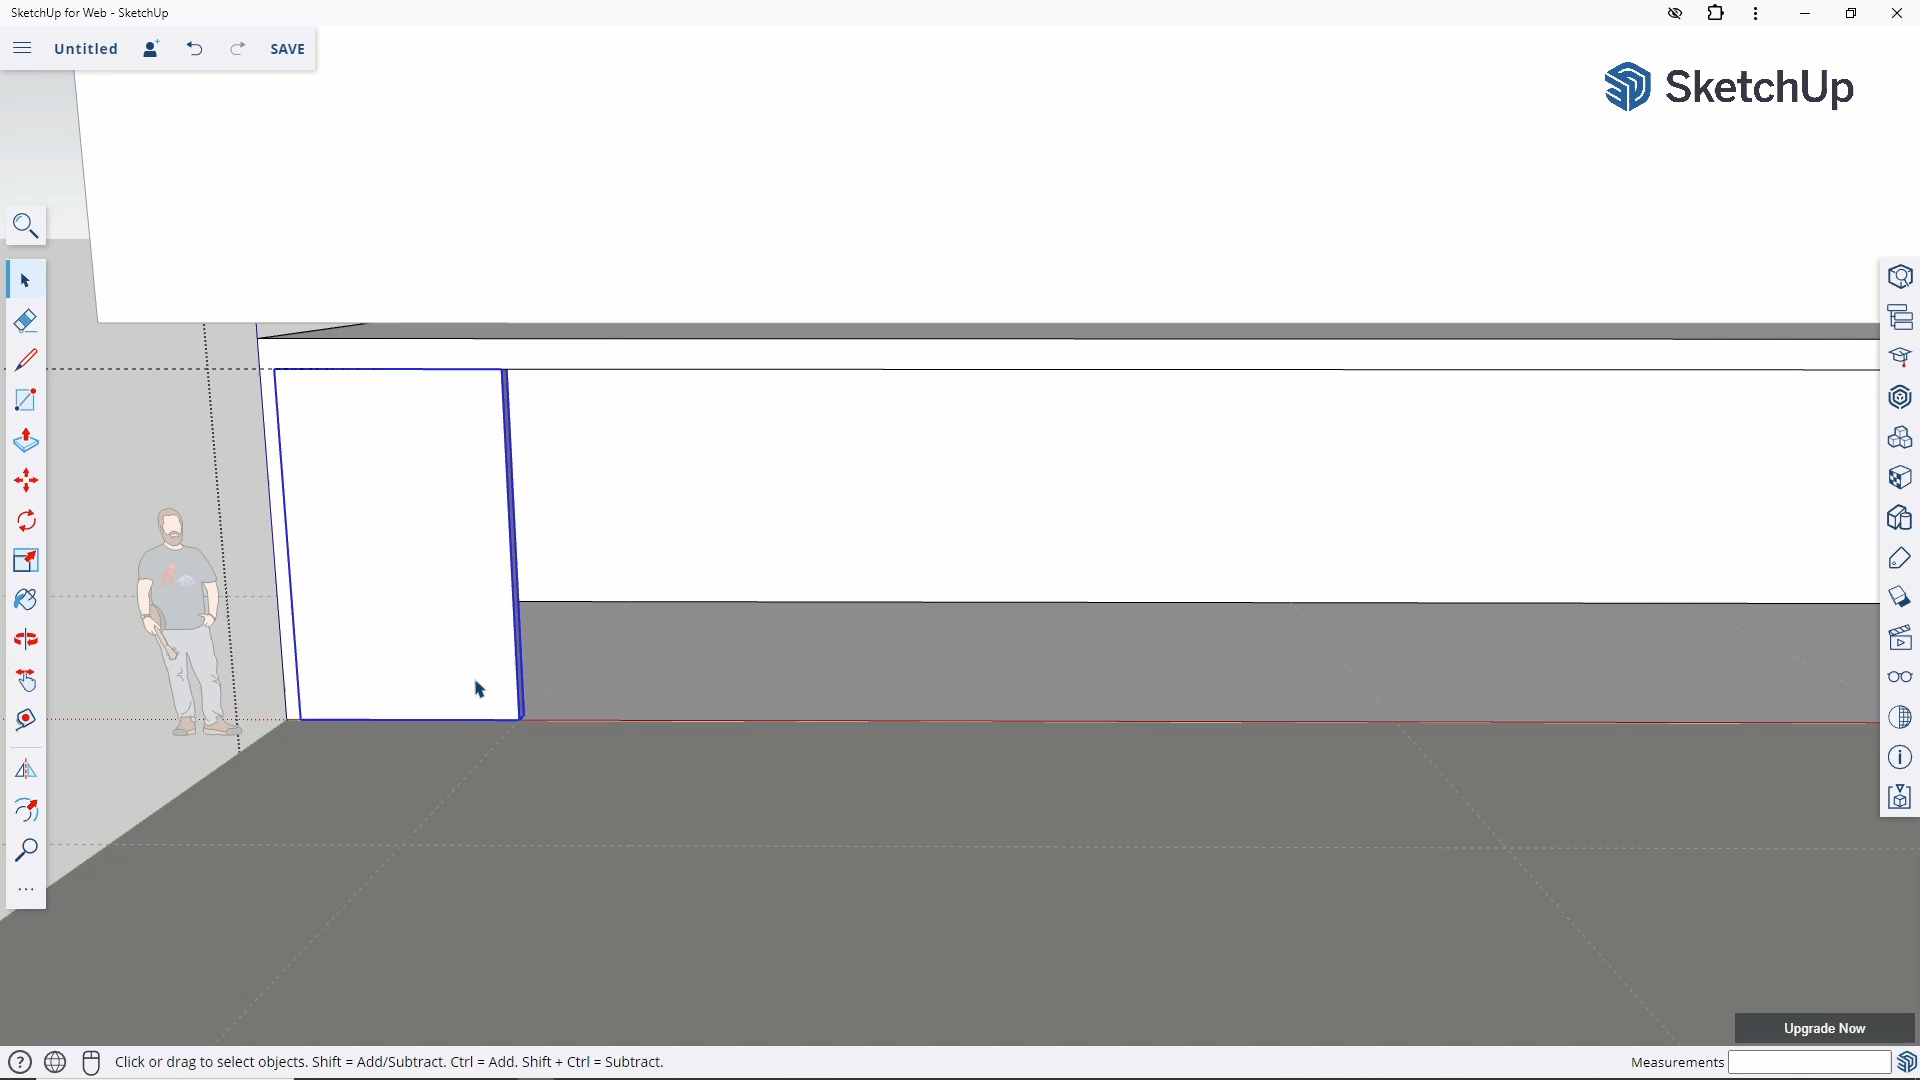 SketchUp for Web - SketchUp
Untitled
SAVE
SketchUp
Upgrade Now
Click or drag to select objects. Shift = Add/Subtract. Ctrl = Add. Shift + Ctrl = Subtract.
Measurements